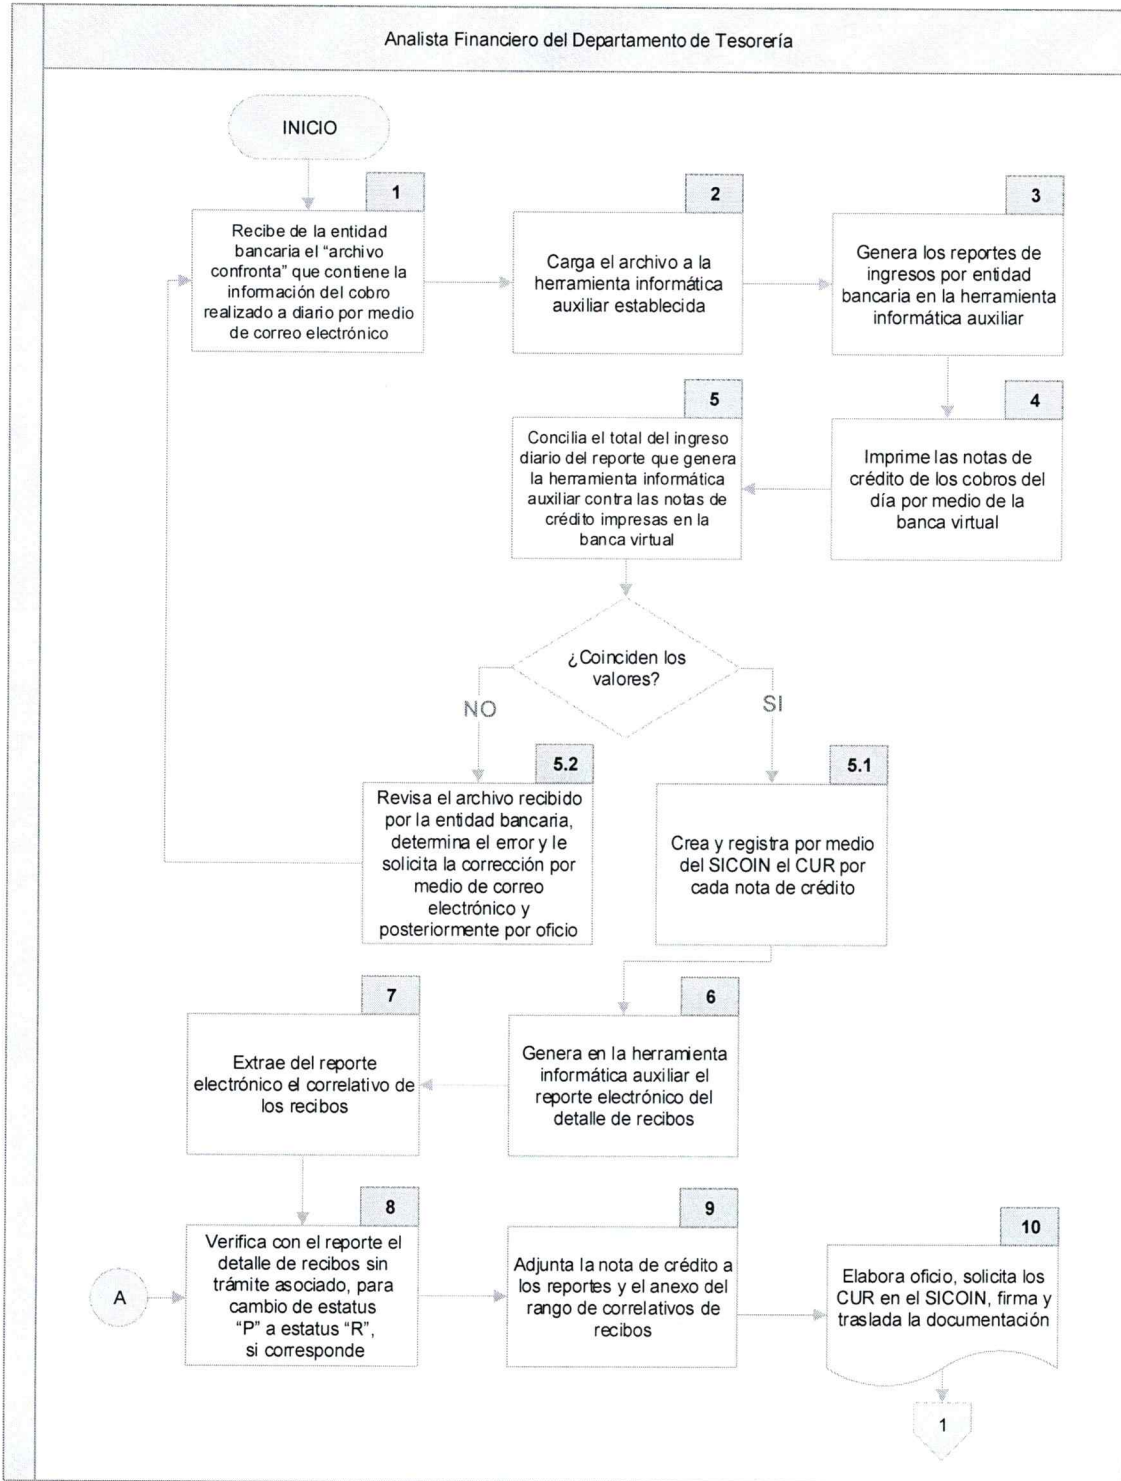 Analista Financiero del Departamento de Tesorería
INICIO
1
Recibe de la entidad
bancaria el “archivo
confronta” que contiene la
información del cobro
realizado a diario por medio
de correo electrónico
2
Carga el archivo a la
herramienta informática
auxiliar establecida
3
Genera los reportes de
ingresos por entidad
bancaria en la herramienta
informática auxiliar
4
Imprime las notas de
crédito de los cobros del
día por medio de la
banca virtual
5
Concilia el total del ingreso
diario del reporte que genera
la herramienta informática
auxiliar contra las notas de
crédito impresas en la
banca virtual
¿Coinciden los
valores?
NO
SI
5.2
Revisa el archivo recibido
por la entidad bancaria,
determina el error y le
solicita la corrección por
medio de correo
electrónico y
posteriormente por oficio
5.1
Crea y registra por medio
del SICOIN el CUR por
cada nota de crédito
6
Genera en la herramienta
informática auxiliar el
reporte electrónico del
detalle de recibos
7
Extrae del reporte
electrónico el correlativo de
los recibos
A
8
Verifica con el reporte el
detalle de recibos sin
trámite asociado, para
cambio de estatus
“P” a estatus “R”,
si corresponde
9
Adjunta la nota de crédito a
los reportes y el anexo del
rango de correlativos de
recibos
10
Elabora oficio, solicita los
CUR en el SICOIN, firma y
traslada la documentación
1